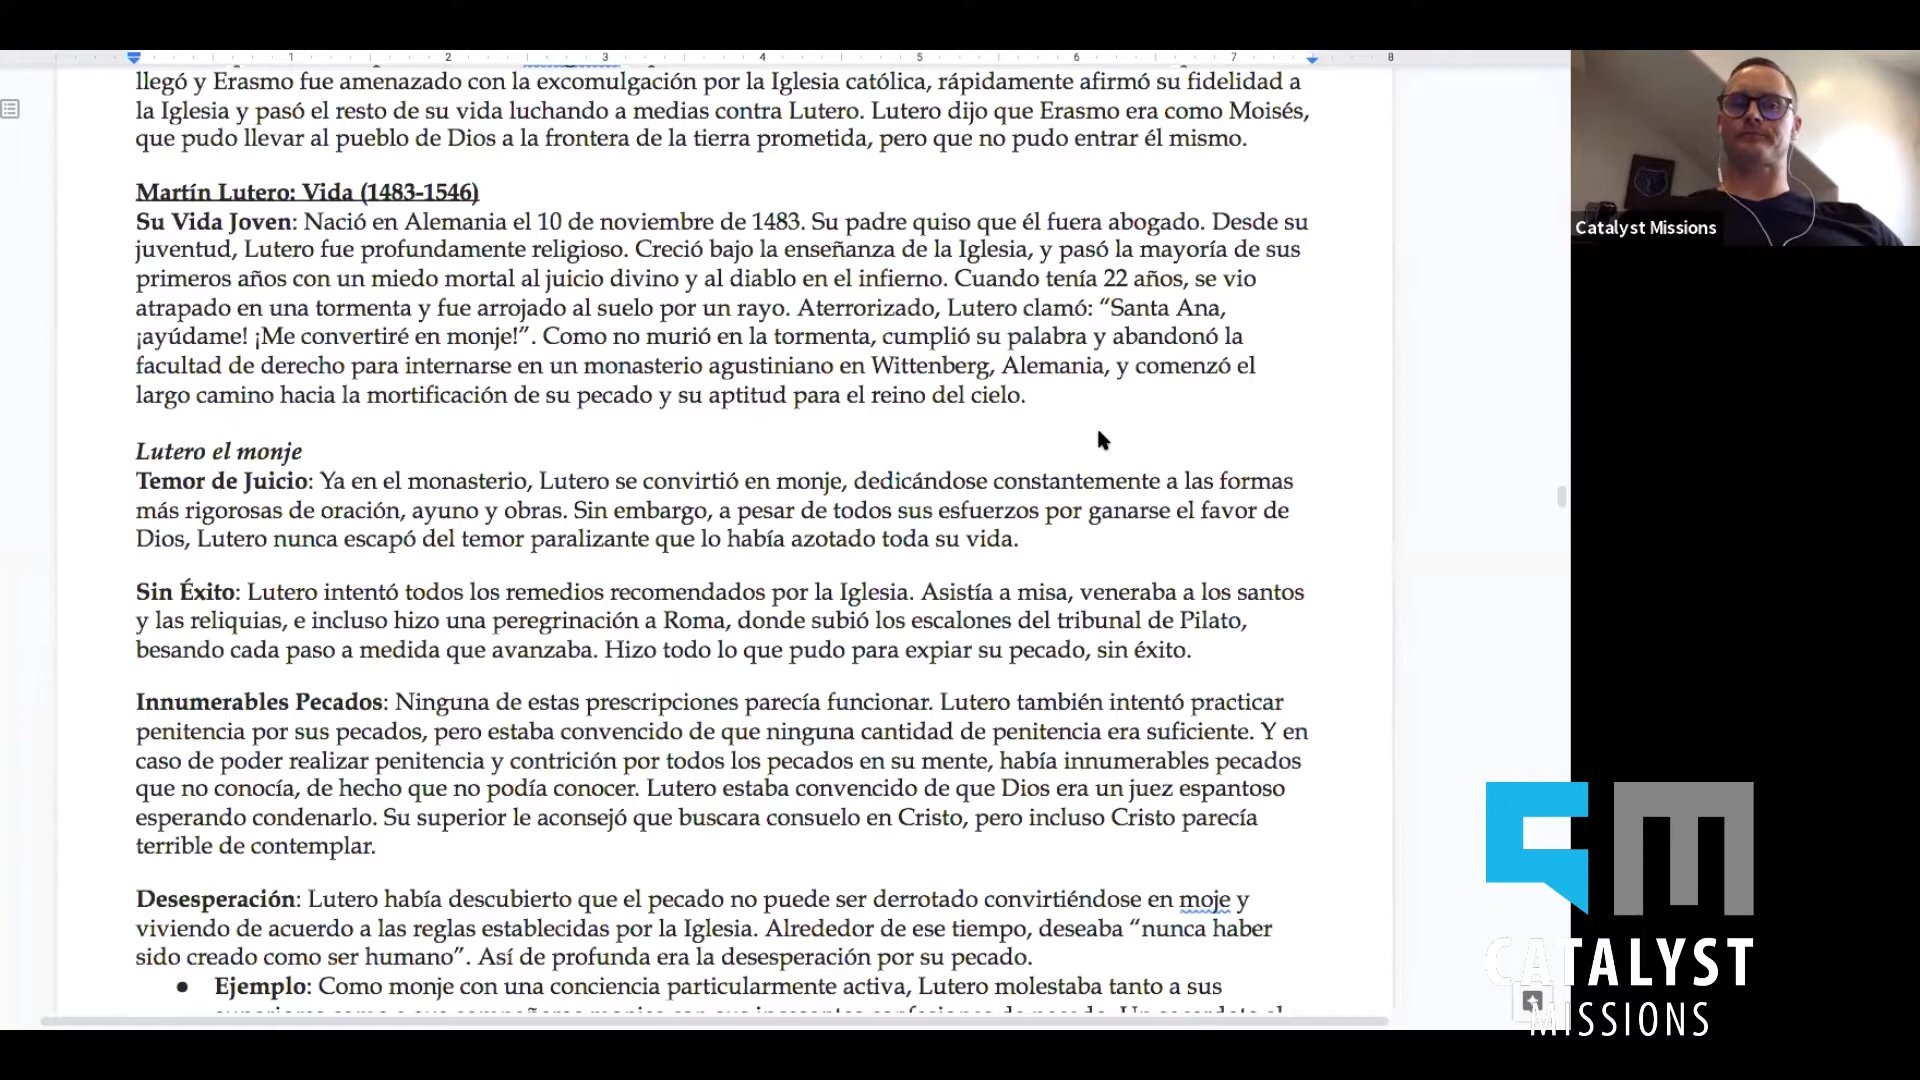 1 2 3 4 5 6 7 8
llegó y Erasmo fue amenazado con la excomulgación por la Iglesia católica, rápidamente afirmó su fidelidad a
la Iglesia y pasó el resto de su vida luchando a medias contra Lutero. Lutero dijo que Erasmo era como Moisés,
que pudo llevar al pueblo de Dios a la frontera de la tierra prometida, pero que no pudo entrar él mismo.
Martín Lutero: Vida (1483-1546)
Su Vida Joven: Nació en Alemania el 10 de noviembre de 1483. Su padre quiso que él fuera abogado. Desde su
juventud, Lutero fue profundamente religioso. Creció bajo la enseñanza de la Iglesia, y pasó la mayoría de sus
primeros años con un miedo mortal al juicio divino y al diablo en el infierno. Cuando tenía 22 años, se vio
atrapado en una tormenta y fue arrojado al suelo por un rayo. Aterrorizado, Lutero clamó: “Santa Ana,
¡ayúdame! ¡Me convertiré en monje!”. Como no murió en la tormenta, cumplió su palabra y abandonó la
facultad de derecho para internarse en un monasterio agustiniano en Wittenberg, Alemania, y comenzó el
largo camino hacia la mortificación de su pecado y su aptitud para el reino del cielo.
Lutero el monje
Temor de Juicio: Ya en el monasterio, Lutero se convirtió en monje, dedicándose constantemente a las formas
más rigorosas de oración, ayuno y obras. Sin embargo, a pesar de todos sus esfuerzos por ganarse el favor de
Dios, Lutero nunca escapó del temor paralizante que lo había azotado toda su vida.
Sin Éxito: Lutero intentó todos los remedios recomendados por la Iglesia. Asistía a misa, veneraba a los santos
y las reliquias, e incluso hizo una peregrinación a Roma, donde subió los escalones del tribunal de Pilato,
besando cada paso a medida que avanzaba. Hizo todo lo que pudo para expiar su pecado, sin éxito.
Innumerables Pecados: Ninguna de estas prescripciones parecía funcionar. Lutero también intentó practicar
penitencia por sus pecados, pero estaba convencido de que ninguna cantidad de penitencia era suficiente. Y en
caso de poder realizar penitencia y contrición por todos los pecados en su mente, había innumerables pecados
que no conocía, de hecho que no podía conocer. Lutero estaba convencido de que Dios era un juez espantoso
esperando condenarlo. Su superior le aconsejó que buscara consuelo en Cristo, pero incluso Cristo parecía
terrible de contemplar.
Desesperación: Lutero había descubierto que el pecado no puede ser derrotado convirtiéndose en moje y
viviendo de acuerdo a las reglas establecidas por la Iglesia. Alrededor de ese tiempo, deseaba “nunca haber
sido creado como ser humano”. Así de profunda era la desesperación por su pecado.
● Ejemplo: Como monje con una conciencia particularmente activa, Lutero molestaba tanto a sus
Catalyst Missions
CATALYST
MISSIONS